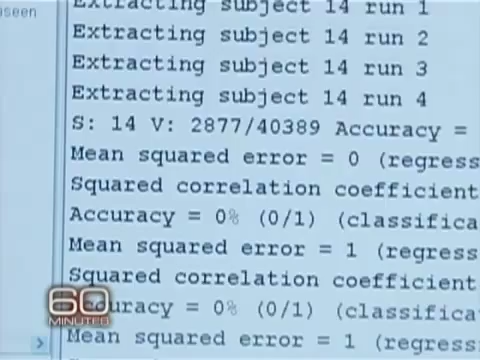 aseen
Extracting subject 14 run 1
Extracting subject 14 run 2
Extracting subject 14 run 3
Extracting subject 14 run 4
S: 14 V: 2877/40389 Accuracy =
Mean squared error = 0 (regress
Squared correlation coefficient
Accuracy = 0% (0/1) (classifica
Mean squared error = 1 (regress
Squared correlation coefficient
Accuracy = 0% (0/1) (classifica
Mean squared error = 1 (regress
60
MINUTES